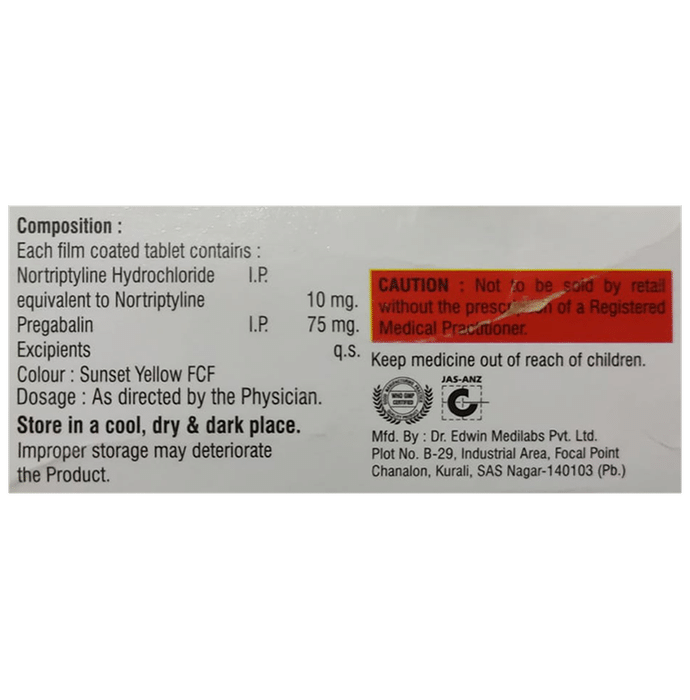 Composition :
Each film coated tablet contains :
Nortriptyline Hydrochloride I.P.
equivalent to Nortriptyline 10 mg.
Pregabalin I.P. 75 mg.
Excipients q.s.
Colour : Sunset Yellow FCF
Dosage : As directed by the Physician.
Store in a cool, dry & dark place.
Improper storage may deteriorate
the Product.
CAUTION : Not to be sold by retail
without the of a Registered
Medical Practitioner.
Keep medicine out of reach of children.
WHO GMP
CERTIFIED
JAS-ANZ
Mfd. By : Dr. Edwin Medilabs Pvt. Ltd.
Plot No. B-29, Industrial Area, Focal Point
Chanalon, Kurali, SAS Nagar-140103 (Pb.)